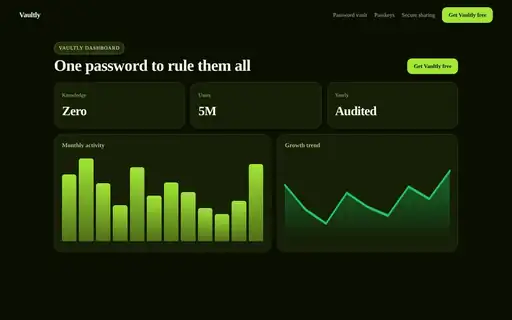 Vaultly
Password vault Passkeys Secure sharing Get Vaultly free
VAULTLY DASHBOARD
One password to rule them all
Get Vaultly free
Knowledge
Zero
Users
5M
Yearly
Audited
Monthly activity
Growth trend